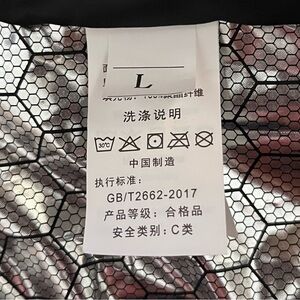 L
洗涤说明
30℃
中国制造
执行标准：
GB/T2662-2017
产品等级：合格品
安全类别：C类